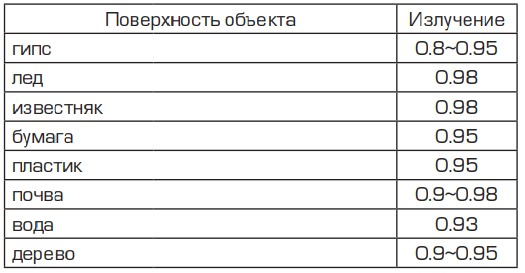 Поверхность объекта Излучение
гипс 0.8~0.95
лед 0.98
известняк 0.98
бумага 0.95
пластик 0.95
почва 0.9~0.98
вода 0.93
дерево 0.9~0.95